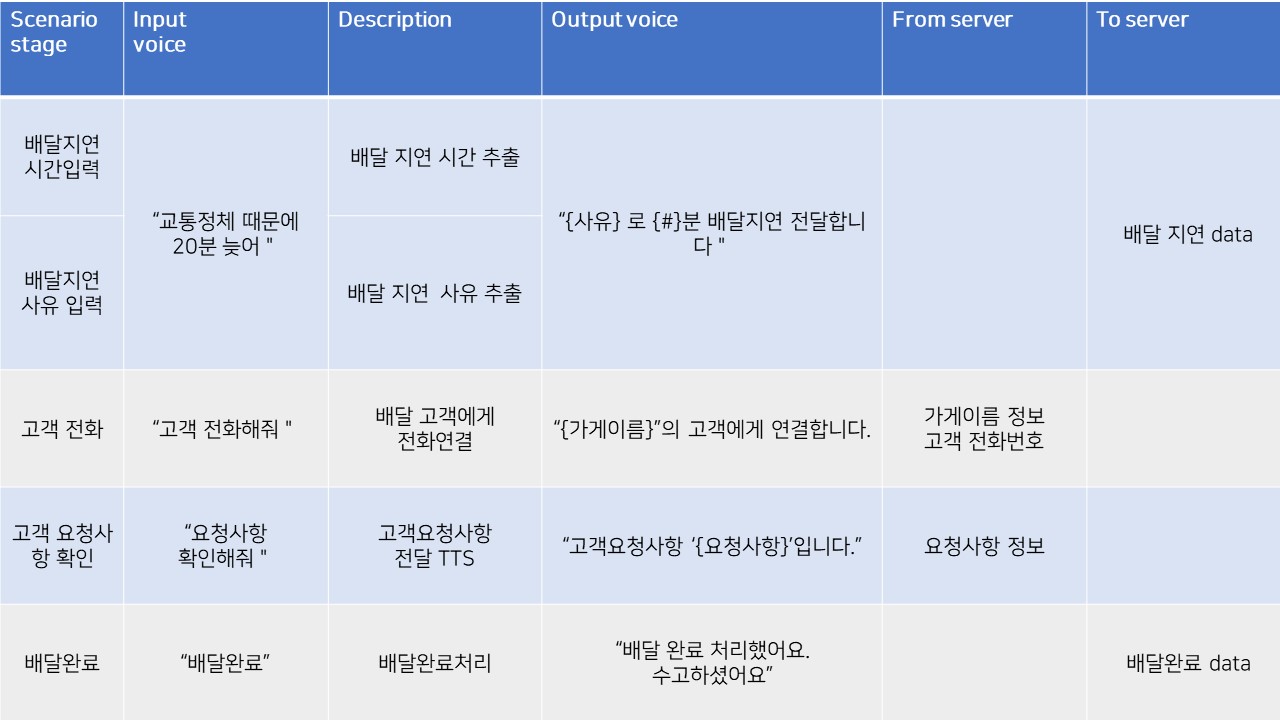 Scenario
stage
Input
voice
Description
Output voice
From server
To server
배달지연
시간입력
“교통정체 때문에
20분 늦어 "
배달 지연 시간 추출
“{사유} 로 {#}분 배달지연 전달합니
다 "
배달 지연 data
배달지연
사유 입력
배달 지연  사유 추출
고객 전화
“고객 전화해줘 "
배달 고객에게
전화연결
“{가게이름}”의 고객에게 연결합니다.
가게이름 정보
고객 전화번호
고객 요청사
항 확인
“요청사항
확인해줘 "
고객요청사항
전달 TTS
“고객요청사항 ‘{요청사항}’입니다.”
요청사항 정보
배달완료
“배달완료”
배달완료처리
“배달 완료 처리했어요.
수고하셨어요”
배달완료 data